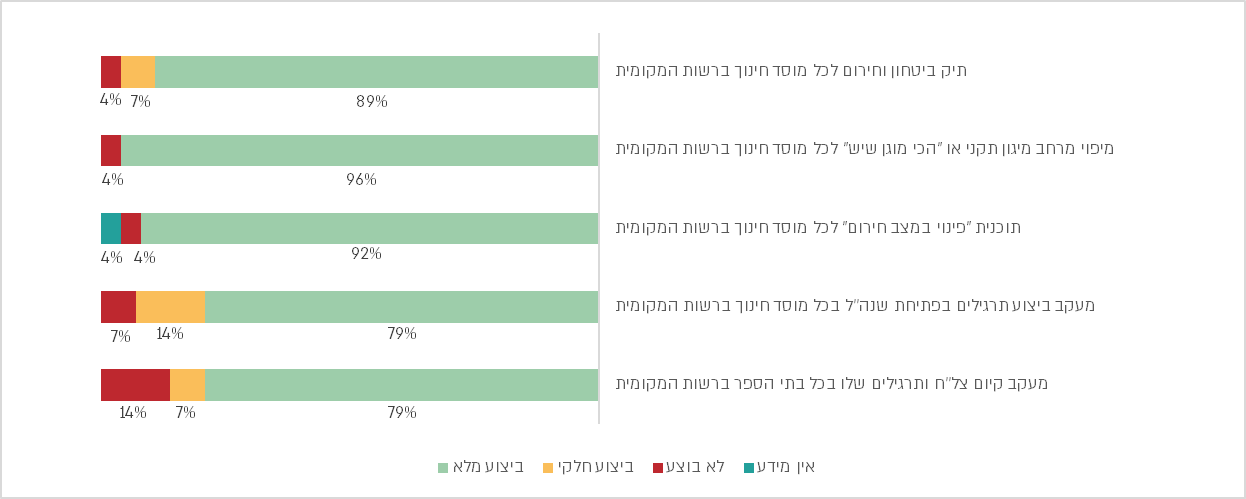 תיק ביטחון וחירום לכל מוסד חינוך ברשות המקומית
89% 7% 4%
מיפוי מרחב מיגון תקני או "הכי מוגן שיש" לכל מוסד חינוך ברשות המקומית
96% 4%
תוכנית "פינוי במצב חירום" לכל מוסד חינוך ברשות המקומית
92% 4% 4%
מעקב ביצוע תרגילים בפתיחת שנה"ל בכל מוסד חינוך ברשות המקומית
79% 14% 7%
מעקב קיום צל"ח ותרגילים שלו בכל בתי הספר ברשות המקומית
79% 7% 14%
אין מידע לא בוצע ביצוע חלקי ביצוע מלא